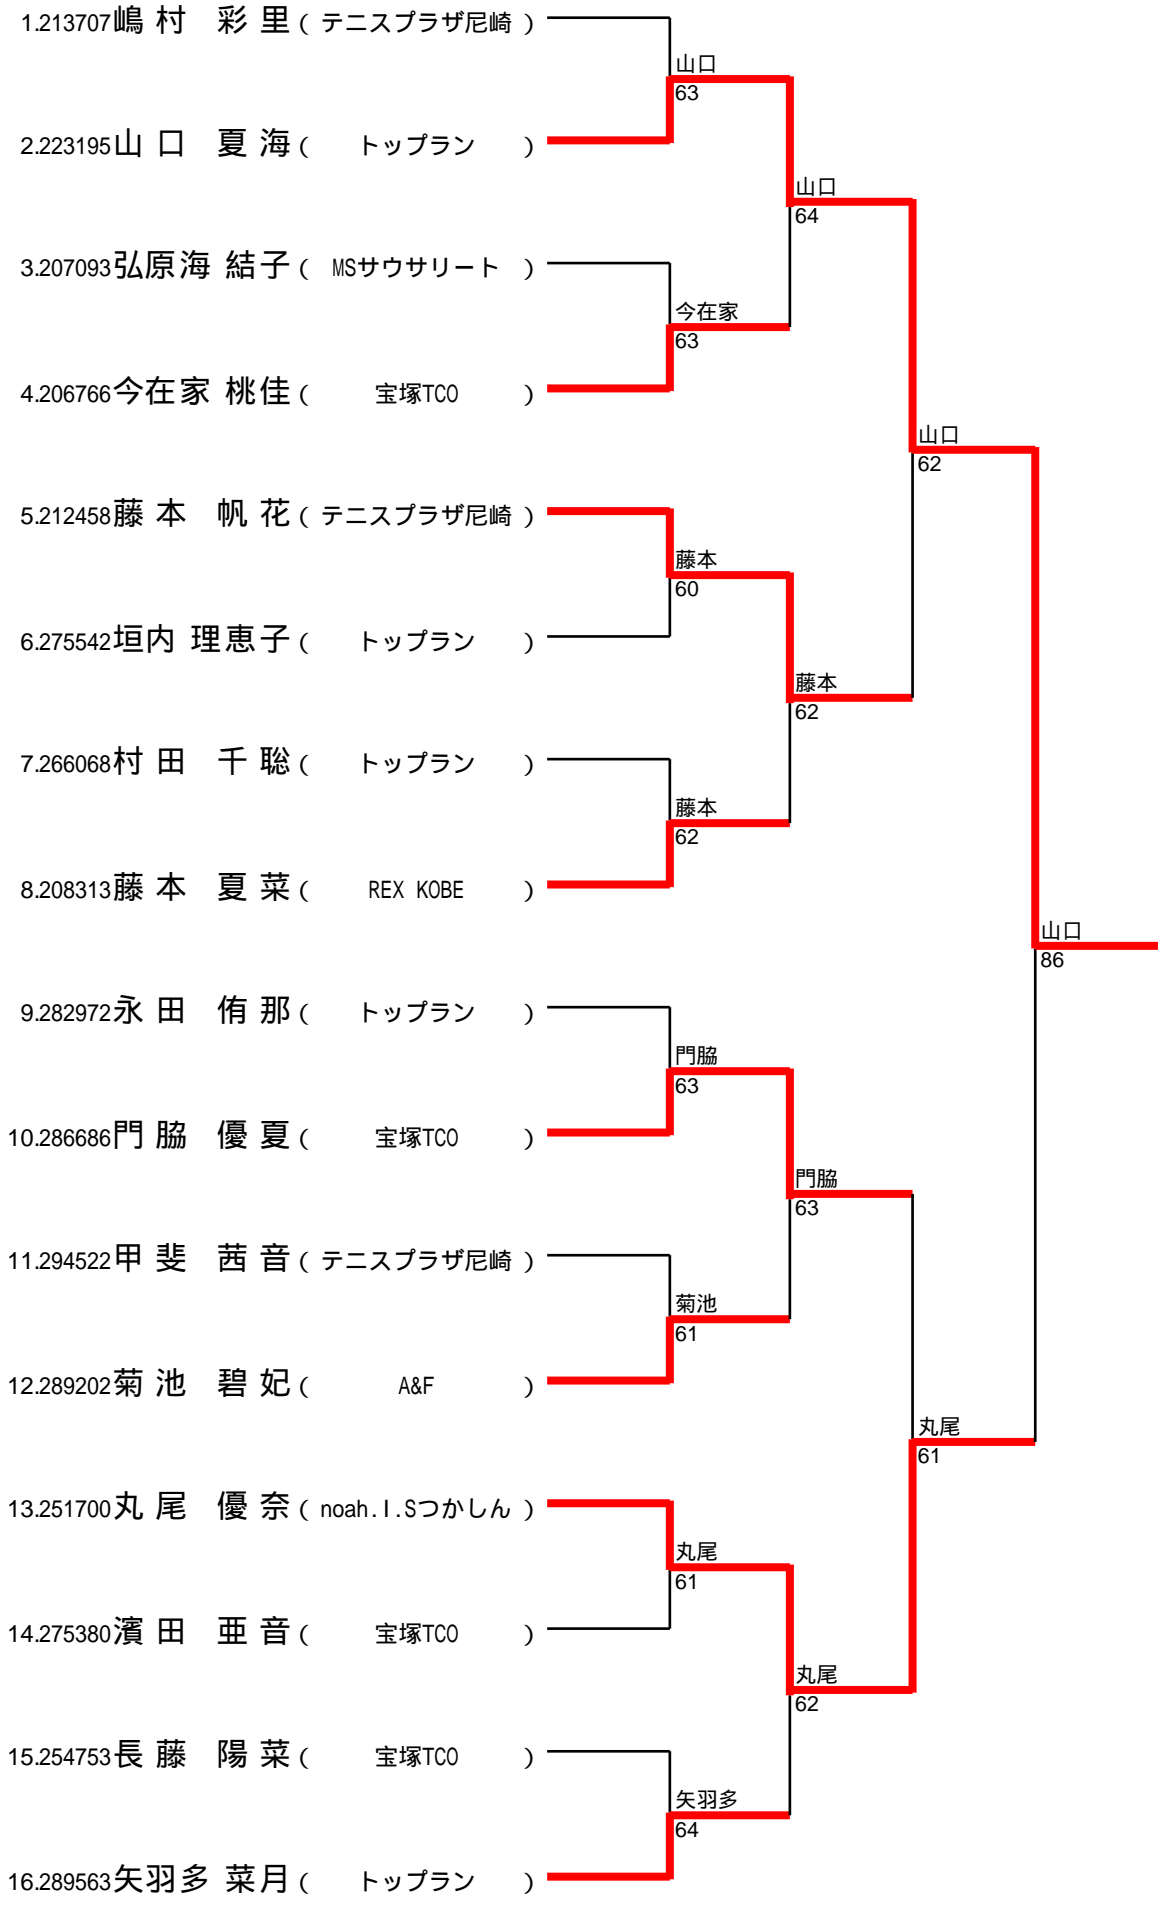 1.213707嶋村 彩里(テニスプラザ尼崎)
山口
63
2.223195山口 夏海(トップラン)
山口
64
3.207093弘原海 結子(MSサウサリート)
今在家
63
4.206766今在家 桃佳(宝塚TCO)
山口
62
5.212458藤本 帆花(テニスプラザ尼崎)
藤本
60
6.275542垣内 理恵子(トップラン)
藤本
62
7.266068村田 千聡(トップラン)
藤本
62
8.208313藤本 夏菜(REX KOBE)
山口
86
9.282972永田 侑那(トップラン)
門脇
63
10.286686門脇 優夏(宝塚TCO)
門脇
63
11.294522甲斐 茜音(テニスプラザ尼崎)
菊池
61
12.289202菊池 碧妃(A&F)
丸尾
61
13.251700丸尾 優奈(noah.I.Sつかしん)
丸尾
61
14.275380濱田 亜音(宝塚TCO)
丸尾
62
15.254753長藤 陽菜(宝塚TCO)
矢羽多
64
16.289563矢羽多 菜月(トップラン)